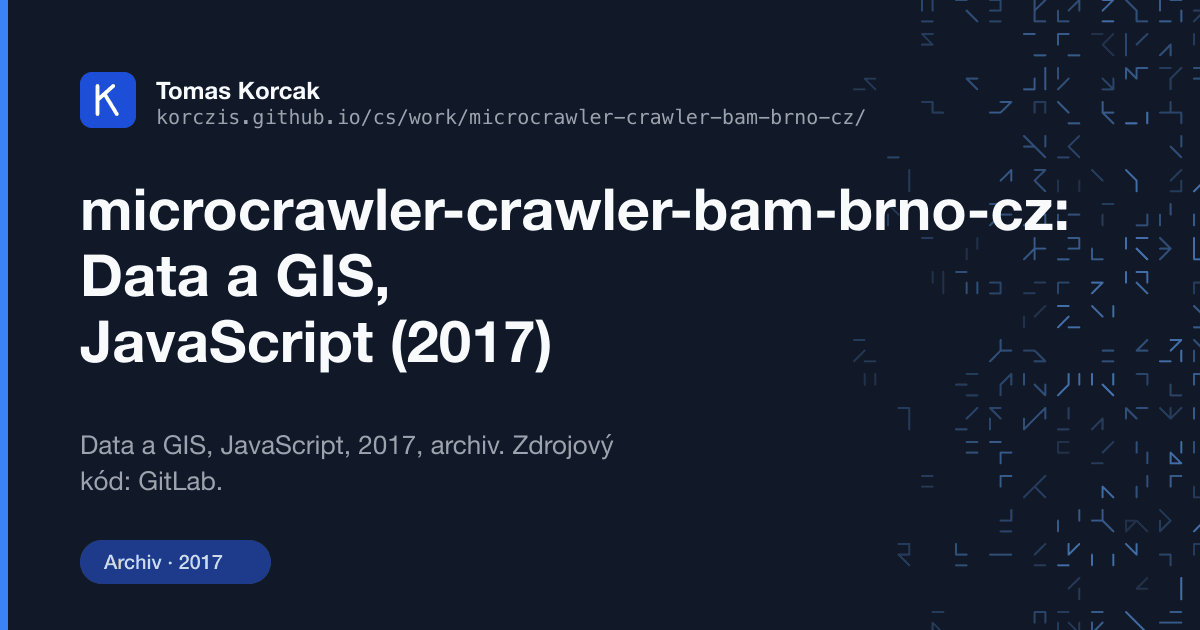 K
Tomas Korcak
korczis.github.io/cs/work/microcrawler-crawler-bam-brno-cz/
microcrawler-crawler-bam-brno-cz:
Data a GIS,
JavaScript (2017)
Data a GIS, JavaScript, 2017, archiv. Zdrojový
kód: GitLab.
Archiv · 2017